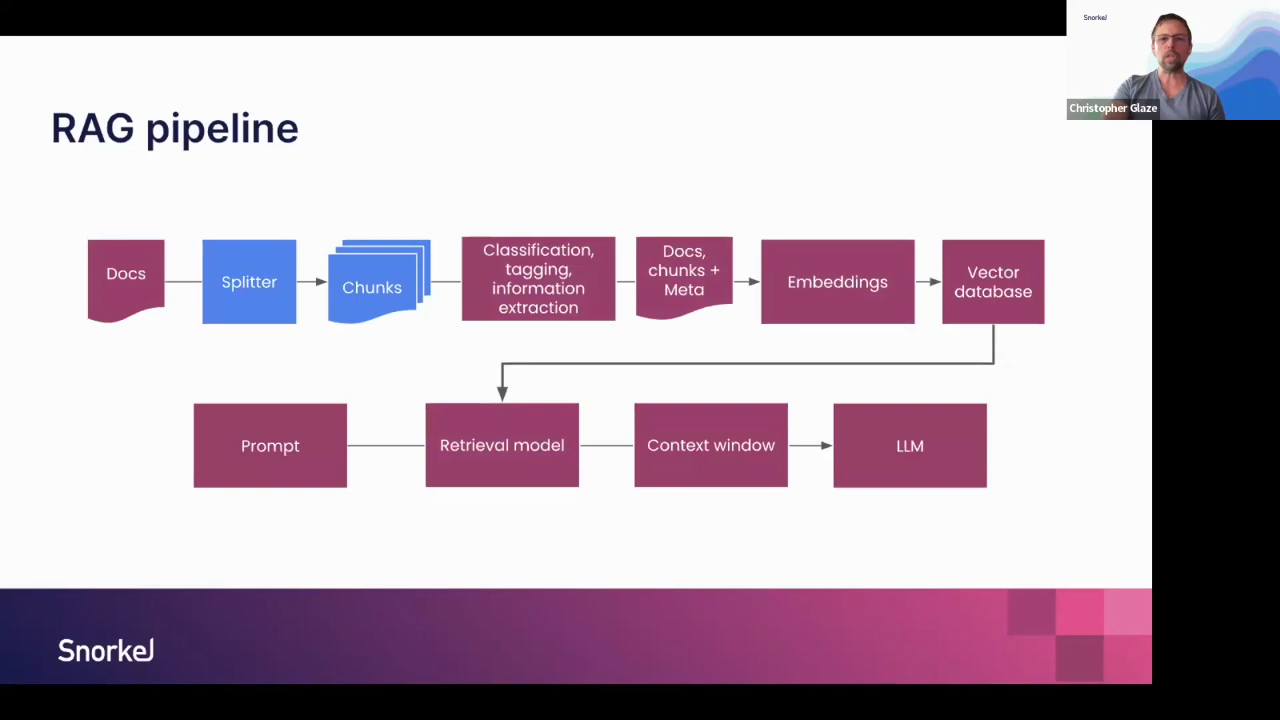 Snorkel
Christopher Glaze
RAG pipeline
Docs
Splitter
Chunks
Classification,
tagging,
information
extraction
Docs,
chunks +
Meta
Embeddings
Vector
database
Prompt
Retrieval model
Context window
LLM
Snorkel